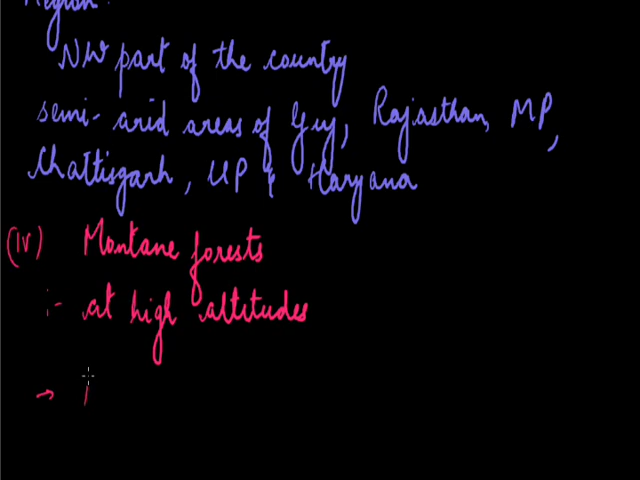 Region:
NW part of the country
semi-arid areas of Guj, Rajasthan, MP,
Chattisgarh, UP & Haryana
(IV) Montane forests
:- at high altitudes
→